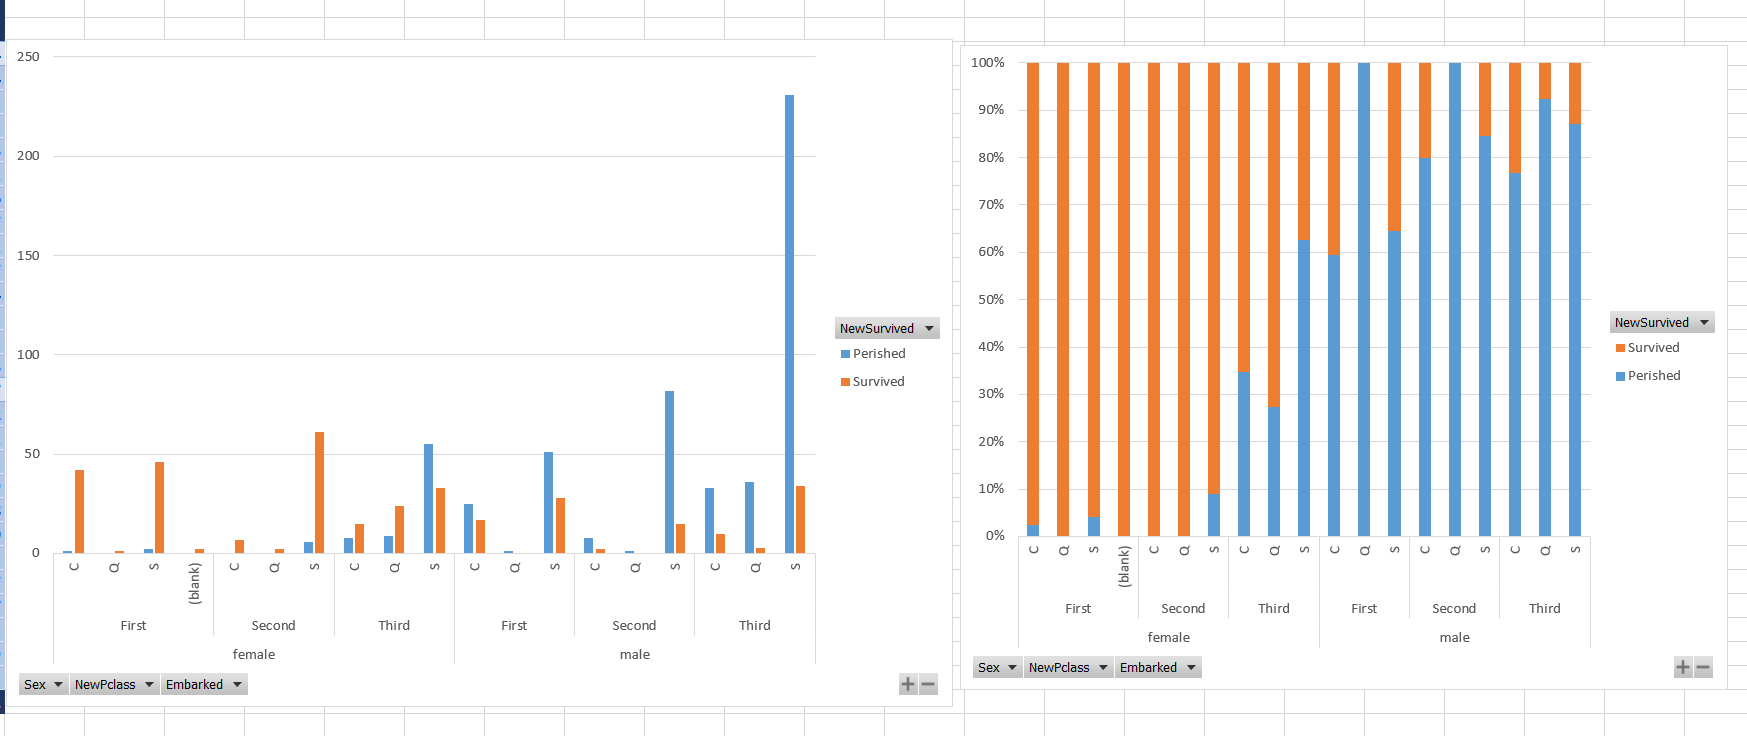 250
200
150
100
50
0
C Q S (blank) C Q S C Q S C Q S C Q S C Q S
First Second Third First Second Third
female male
NewSurvived
Perished
Survived
Sex NewPclass Embarked
100%
90%
80%
70%
60%
50%
40%
30%
20%
10%
0%
C Q S (blank) C Q S C Q S C Q S C Q S C Q S
First Second Third First Second Third
female male
NewSurvived
Survived
Perished
Sex NewPclass Embarked